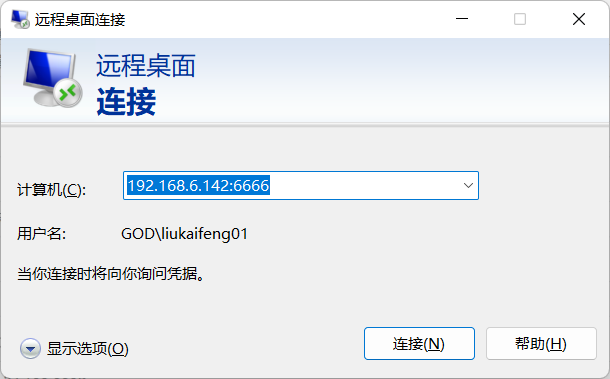 远程桌面连接
远程桌面
连接
计算机(C):
192.168.6.142:6666
用户名:
GOD\liukaifeng01
当你连接时将向你询问凭据。
显示选项(O)
连接(N)
帮助(H)